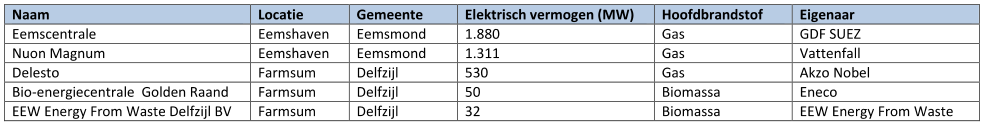 Naam Locatie Gemeente Elektrisch vermogen (MW) Hoofdbrandstof Eigenaar
Eemscentrale Eemshaven Eemsmond 1.880 Gas GDF SUEZ
Nuon Magnum Eemshaven Eemsmond 1.311 Gas Vattenfall
Delesto Farmsum Delfzijl 530 Gas Akzo Nobel
Bio-energiecentrale Golden Raand Farmsum Delfzijl 50 Biomassa Eneco
EEW Energy From Waste Delfzijl BV Farmsum Delfzijl 32 Biomassa EEW Energy From Waste